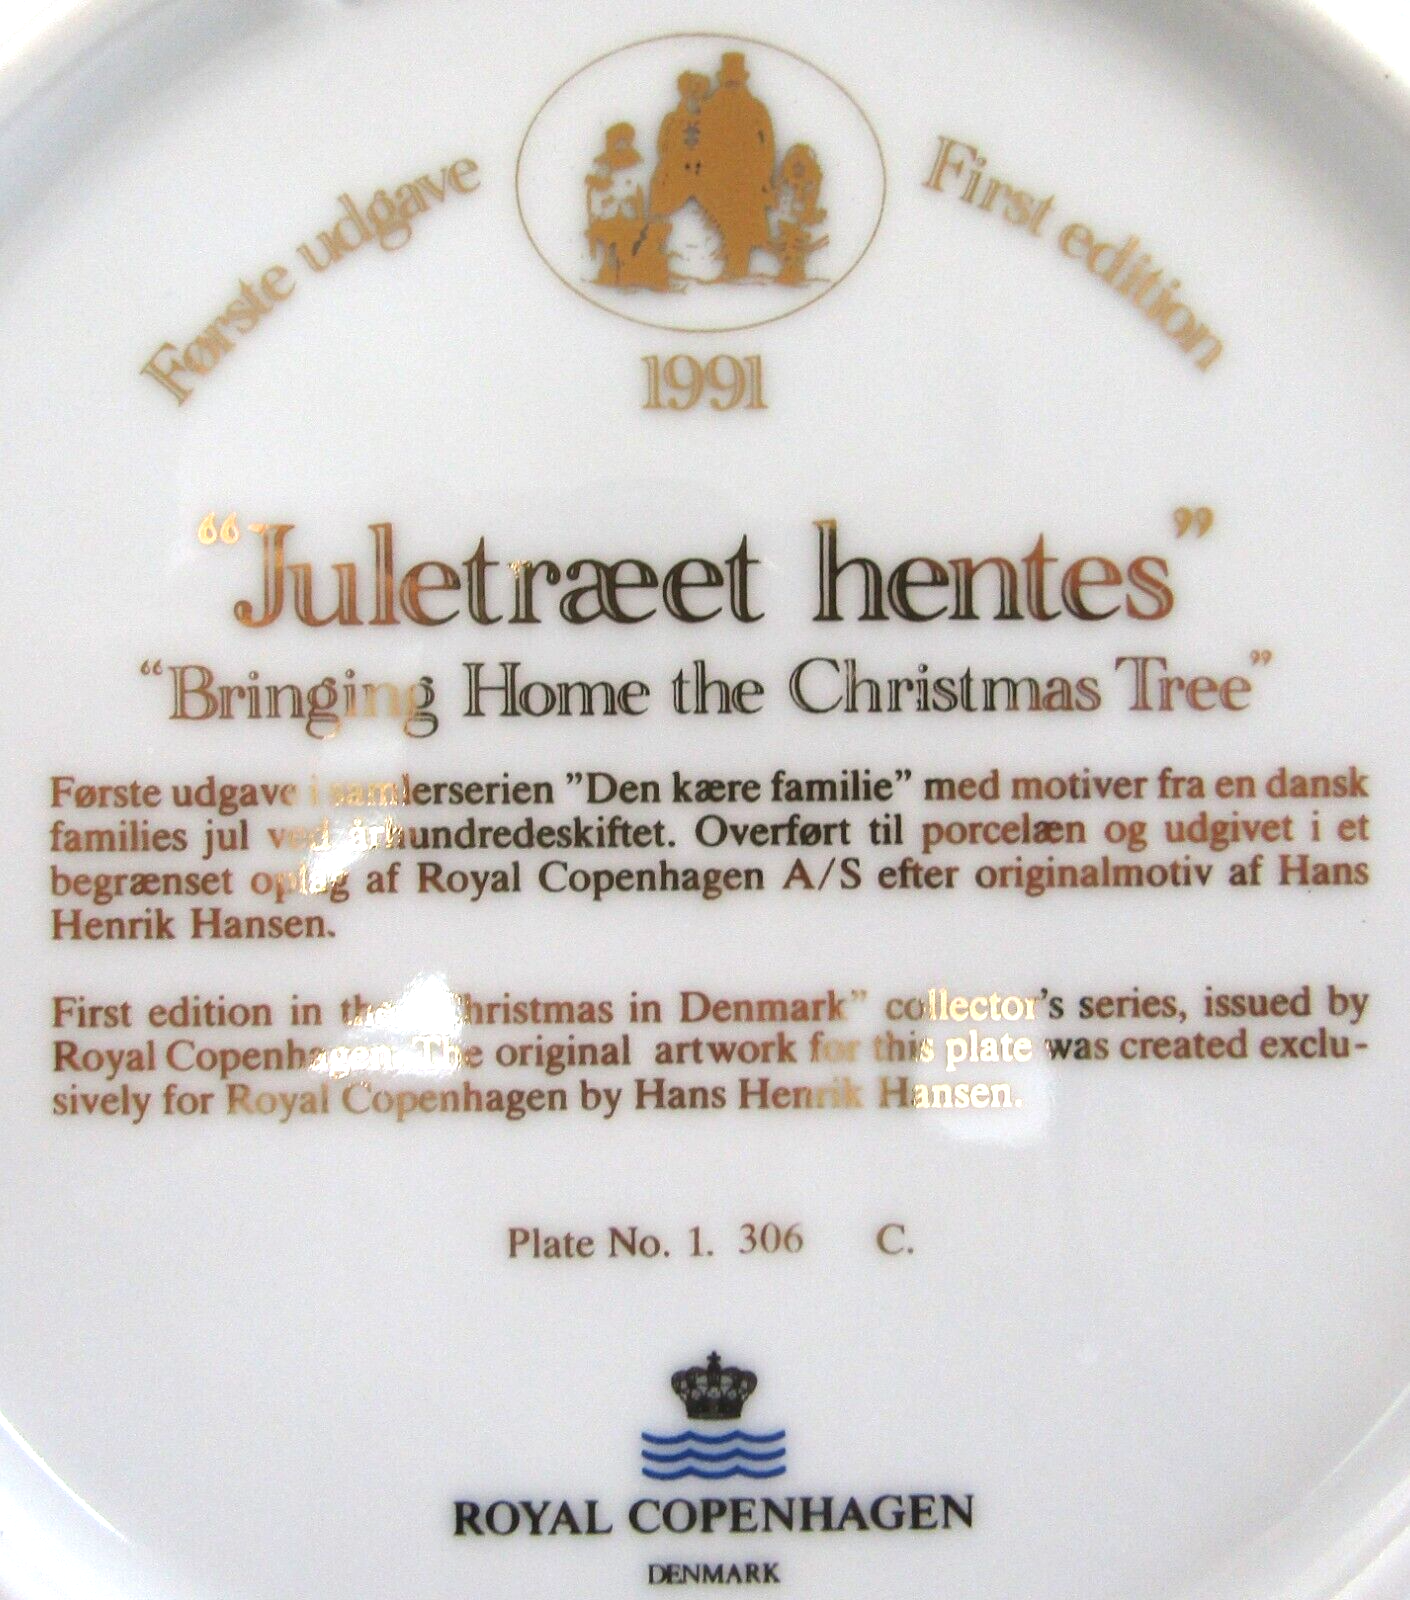 Første udgave
First edition
1991
“Juletræet hentes”
“Bringing Home the Christmas Tree”
Første udgave i samlerserien ”Den kære familie” med motiver fra en dansk
families jul ved århundredeskiftet. Overført til porcelæn og udgivet i et
begrænset oplag af Royal Copenhagen A/S efter originalmotiv af Hans
Henrik Hansen.
First edition in the “Christmas in Denmark” collector’s series, issued by
Royal Copenhagen. The original artwork for this plate was created exclu-
sively for Royal Copenhagen by Hans Henrik Hansen.
Plate No. 1. 306 C.
ROYAL COPENHAGEN
DENMARK